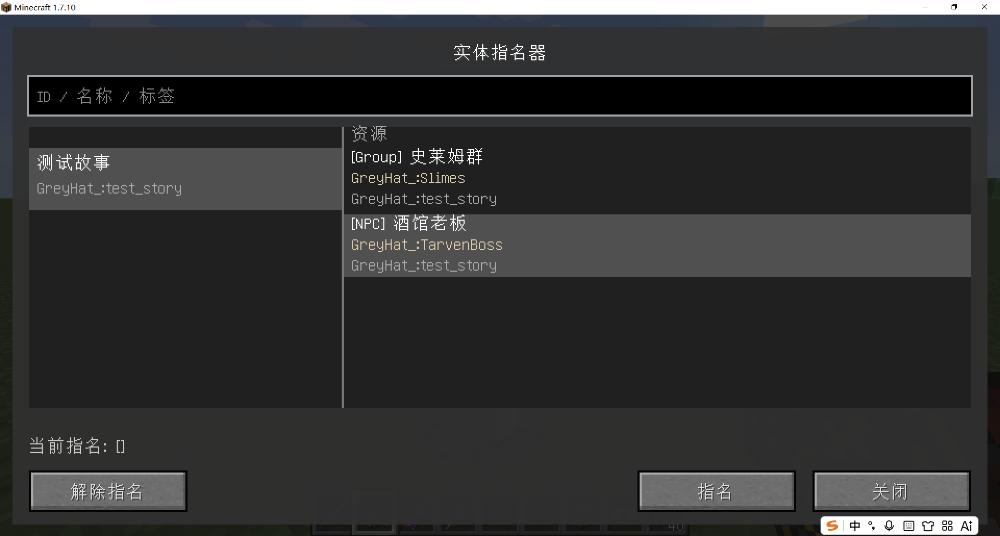 Minecraft 1.7.10
实体指名器
ID / 名称 / 标签
测试故事
GreyHat_:test_story
资源
[Group] 史莱姆群
GreyHat_:Slimes
GreyHat_:test_story
[NPC] 酒馆老板
GreyHat_:TarvenBoss
GreyHat_:test_story
当前指名: []
解除指名
指名
关闭
40
中 °, Ai